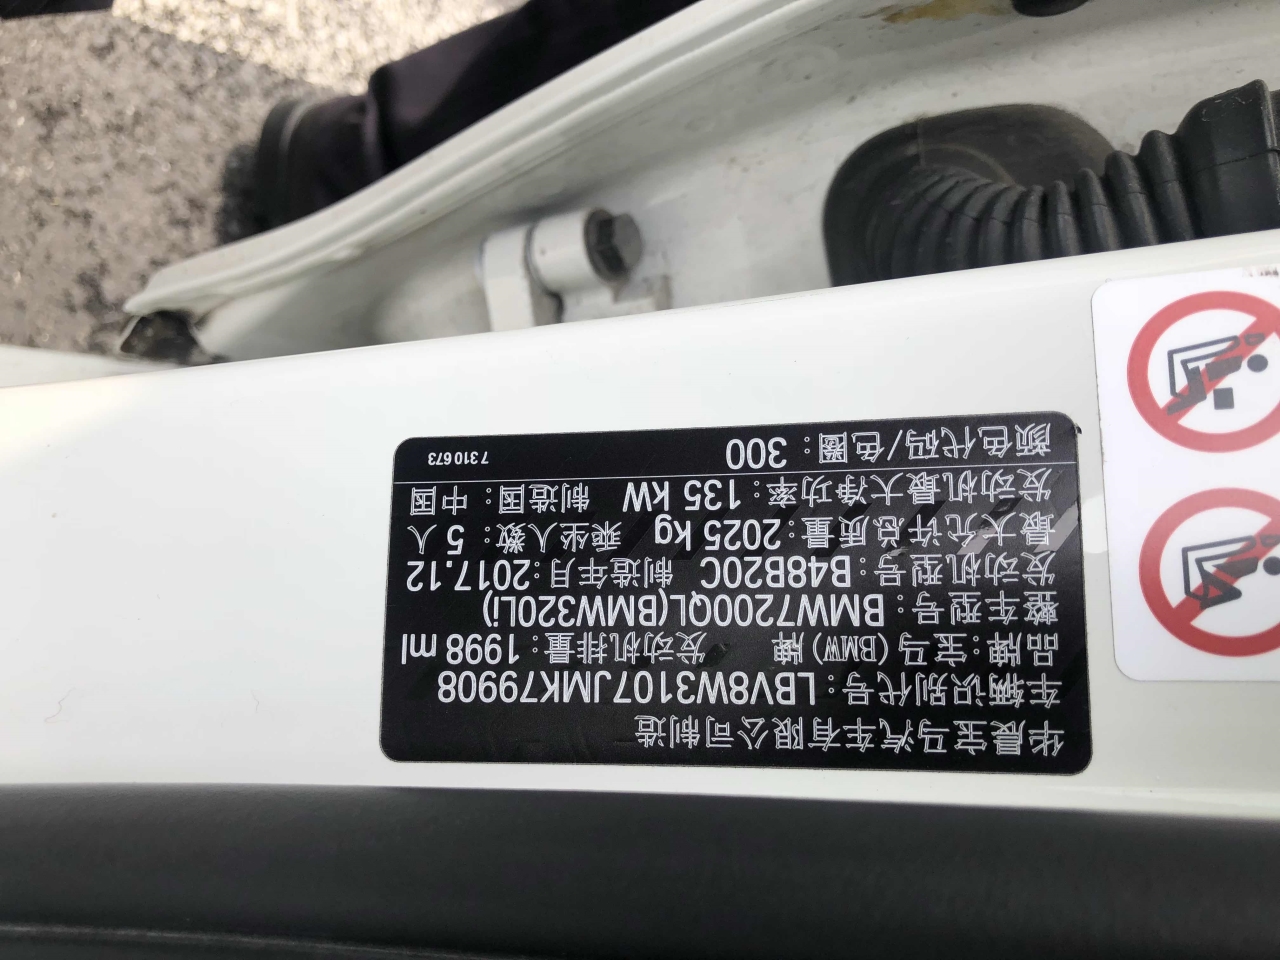 华晨宝马汽车有限公司制造
车辆识别代号：LBV8W3107JMK79908
品牌：宝马(BMW)牌 发动机排量：1998 ml
整车型号：BMW7200QL(BMW320Li)
发动机型号：B48B20C 制造年月：2017.12
最大允许总质量：2025 kg 乘坐人数：5 人
发动机最大净功率：135 kW 制造国：中国
颜色代码/色圈：300 7 310 673